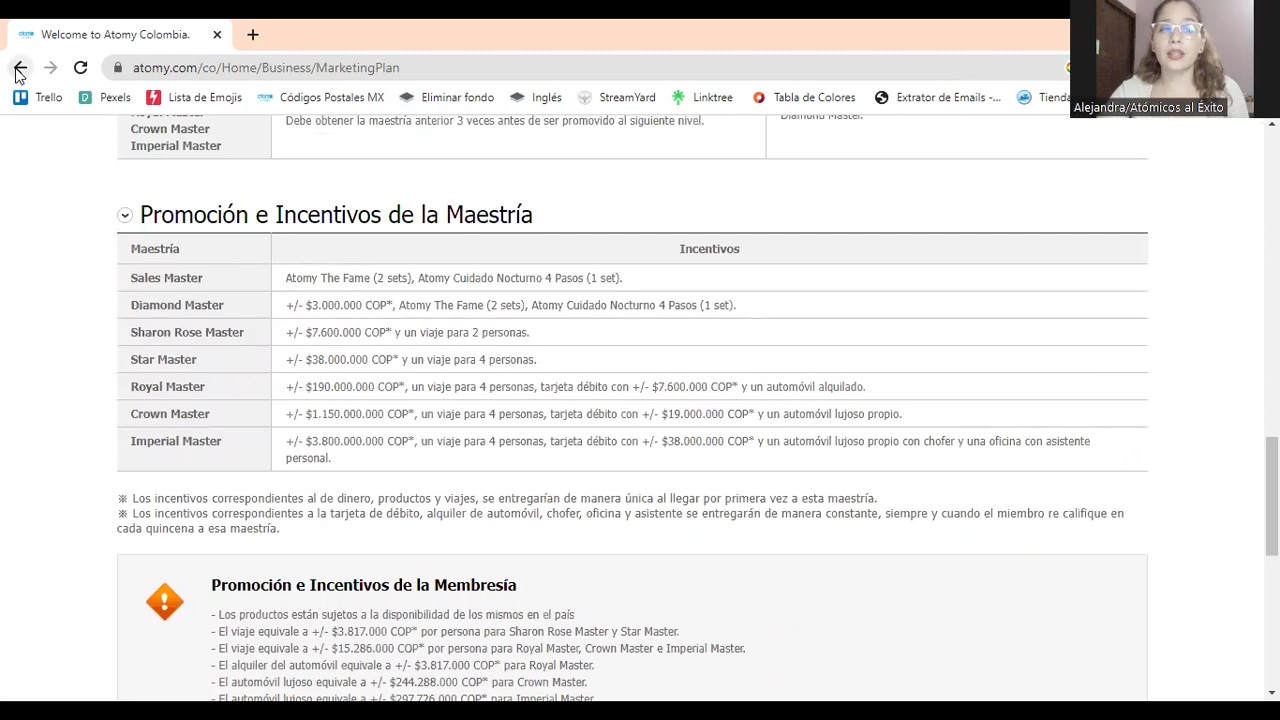 Welcome to Atomy Colombia.
atomy.com/co/Home/Business/MarketingPlan
Trello
Pexels
Lista de Emojis
Códigos Postales MX
Eliminar fondo
Inglés
StreamYard
Linktree
Tabla de Colores
Extrator de Emails -...
Tienda
Alejandra/Atómicos al Éxito
Royal Master
Crown Master
Imperial Master
Debe obtener la maestría anterior 3 veces antes de ser promovido al siguiente nivel.
Diamond Master.
Promoción e Incentivos de la Maestría
Maestría Incentivos
Sales Master Atomy The Fame (2 sets), Atomy Cuidado Nocturno 4 Pasos (1 set).
Diamond Master +/- $3.000.000 COP*, Atomy The Fame (2 sets), Atomy Cuidado Nocturno 4 Pasos (1 set).
Sharon Rose Master +/- $7.600.000 COP* y un viaje para 2 personas.
Star Master +/- $38.000.000 COP* y un viaje para 4 personas.
Royal Master +/- $190.000.000 COP*, un viaje para 4 personas, tarjeta débito con +/- $7.600.000 COP* y un automóvil alquilado.
Crown Master +/- $1.150.000.000 COP*, un viaje para 4 personas, tarjeta débito con +/- $19.000.000 COP* y un automóvil lujoso propio.
Imperial Master +/- $3.800.000.000 COP*, un viaje para 4 personas, tarjeta débito con +/- $38.000.000 COP* y un automóvil lujoso propio con chofer y una oficina con asistente
personal.
※ Los incentivos correspondientes al de dinero, productos y viajes, se entregarían de manera única al llegar por primera vez a esta maestría.
※ Los incentivos correspondientes a la tarjeta de débito, alquiler de automóvil, chofer, oficina y asistente se entregarán de manera constante, siempre y cuando el miembro re califique en
cada quincena a esa maestría.
Promoción e Incentivos de la Membresía
- Los productos están sujetos a la disponibilidad de los mismos en el país
- El viaje equivale a +/- $3.817.000 COP* por persona para Sharon Rose Master y Star Master.
- El viaje equivale a +/- $15.286.000 COP* por persona para Royal Master, Crown Master e Imperial Master.
- El alquiler del automóvil equivale a +/- $3.817.000 COP* para Royal Master.
- El automóvil lujoso equivale a +/- $244.288.000 COP* para Crown Master.
- El automóvil lujoso equivale a +/- $297.726.000 COP* para Imperial Master.